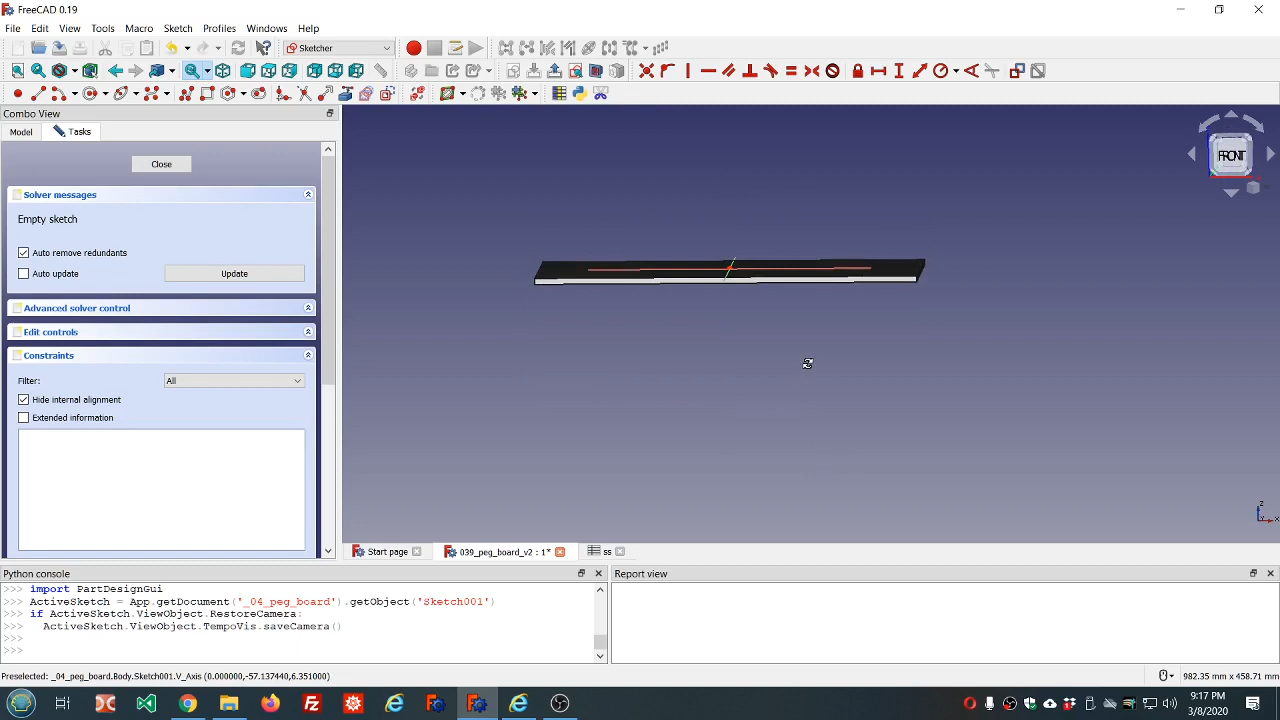 FreeCAD 0.19
File Edit View Tools Macro Sketch Profiles Windows Help
Sketcher
Combo View
Model Tasks
Close
Solver messages
Empty sketch
Auto remove redundants
Auto update Update
Advanced solver control
Edit controls
Constraints
Filter: All
Hide internal alignment
Extended information
FRONT
Start page 039_peg_board_v2 : 1* ss
Python console
>>> import PartDesignGui
>>> ActiveSketch = App.getDocument('_04_peg_board').getObject('Sketch001')
>>> if ActiveSketch.ViewObject.RestoreCamera:
>>>   ActiveSketch.ViewObject.TempoVis.saveCamera()
>>>
>>>
Report view
Preselected: _04_peg_board.Body.Sketch001.V_Axis (0.000000,-57.137440,6.351000)
982.35 mm × 458.71 mm
9:17 PM
3/8/2020